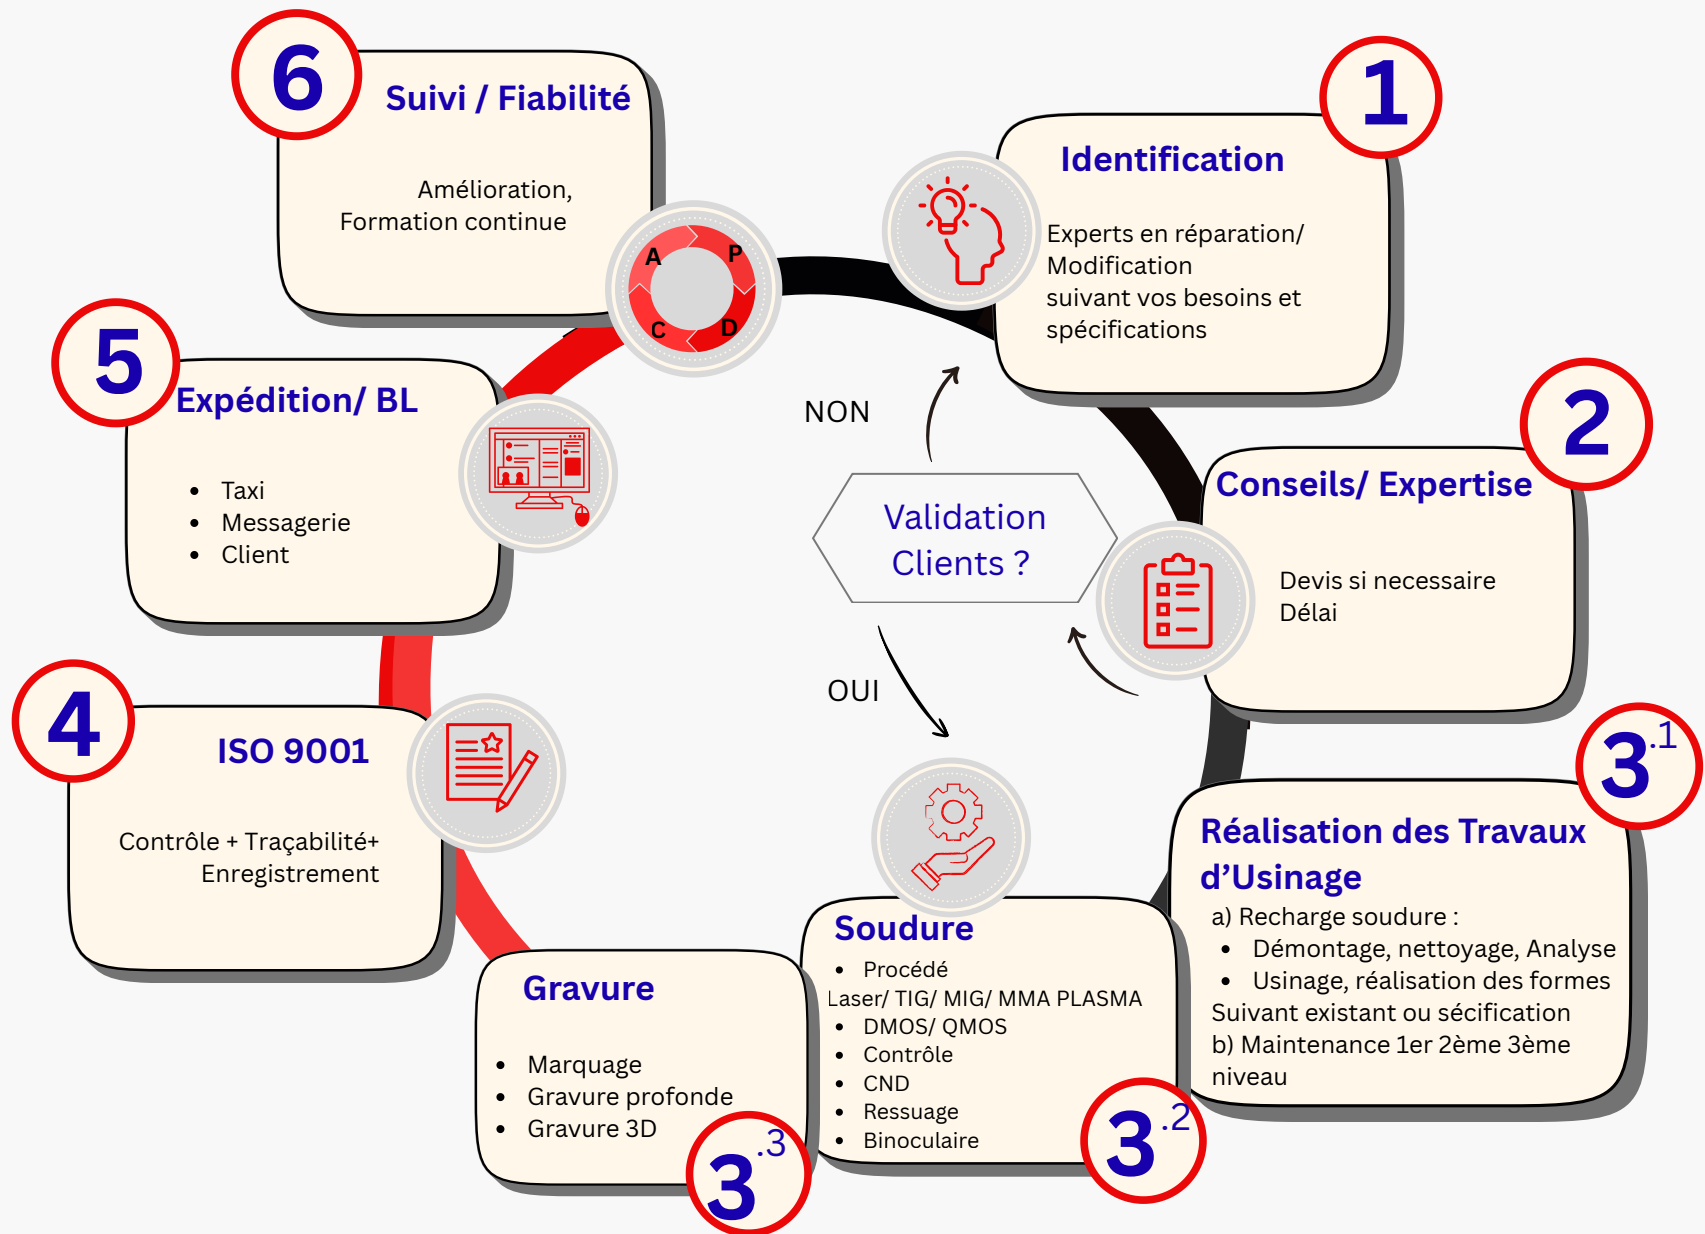 1
Identification
Experts en réparation/
Modification
suivant vos besoins et
spécifications
2
Conseils/ Expertise
Devis si necessaire
Délai
Validation
Clients ?
NON
OUI
3.1
Réalisation des Travaux
d’Usinage
a) Recharge soudure :
• Démontage, nettoyage, Analyse
• Usinage, réalisation des formes
Suivant existant ou sécification
b) Maintenance 1er 2ème 3ème
niveau
3.2
Soudure
• Procédé
Laser/ TIG/ MIG/ MMA PLASMA
• DMOS/ QMOS
• Contrôle
• CND
• Ressuage
• Binoculaire
3.3
Gravure
• Marquage
• Gravure profonde
• Gravure 3D
4
ISO 9001
Contrôle + Traçabilité+
Enregistrement
5
Expédition/ BL
• Taxi
• Messagerie
• Client
6
Suivi / Fiabilité
Amélioration,
Formation continue
A P
C D